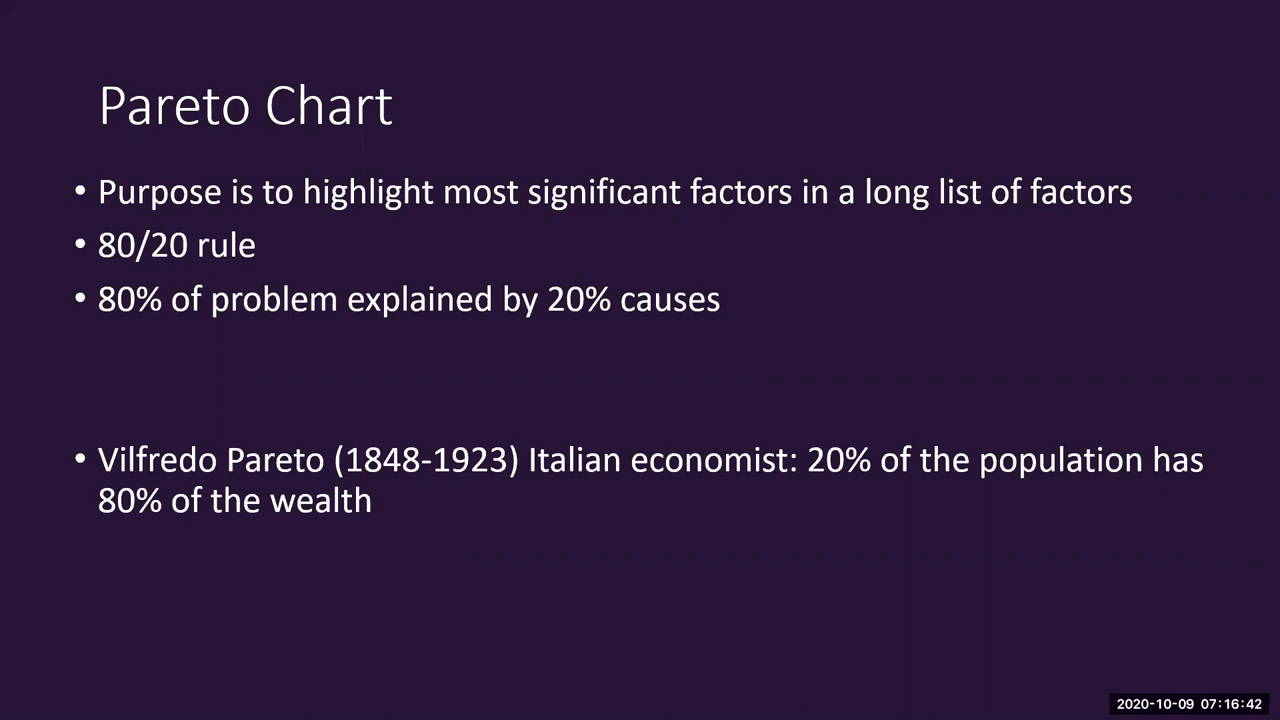 Pareto Chart
• Purpose is to highlight most significant factors in a long list of factors
• 80/20 rule
• 80% of problem explained by 20% causes
• Vilfredo Pareto (1848-1923) Italian economist: 20% of the population has
80% of the wealth
2020-10-09 07:16:42